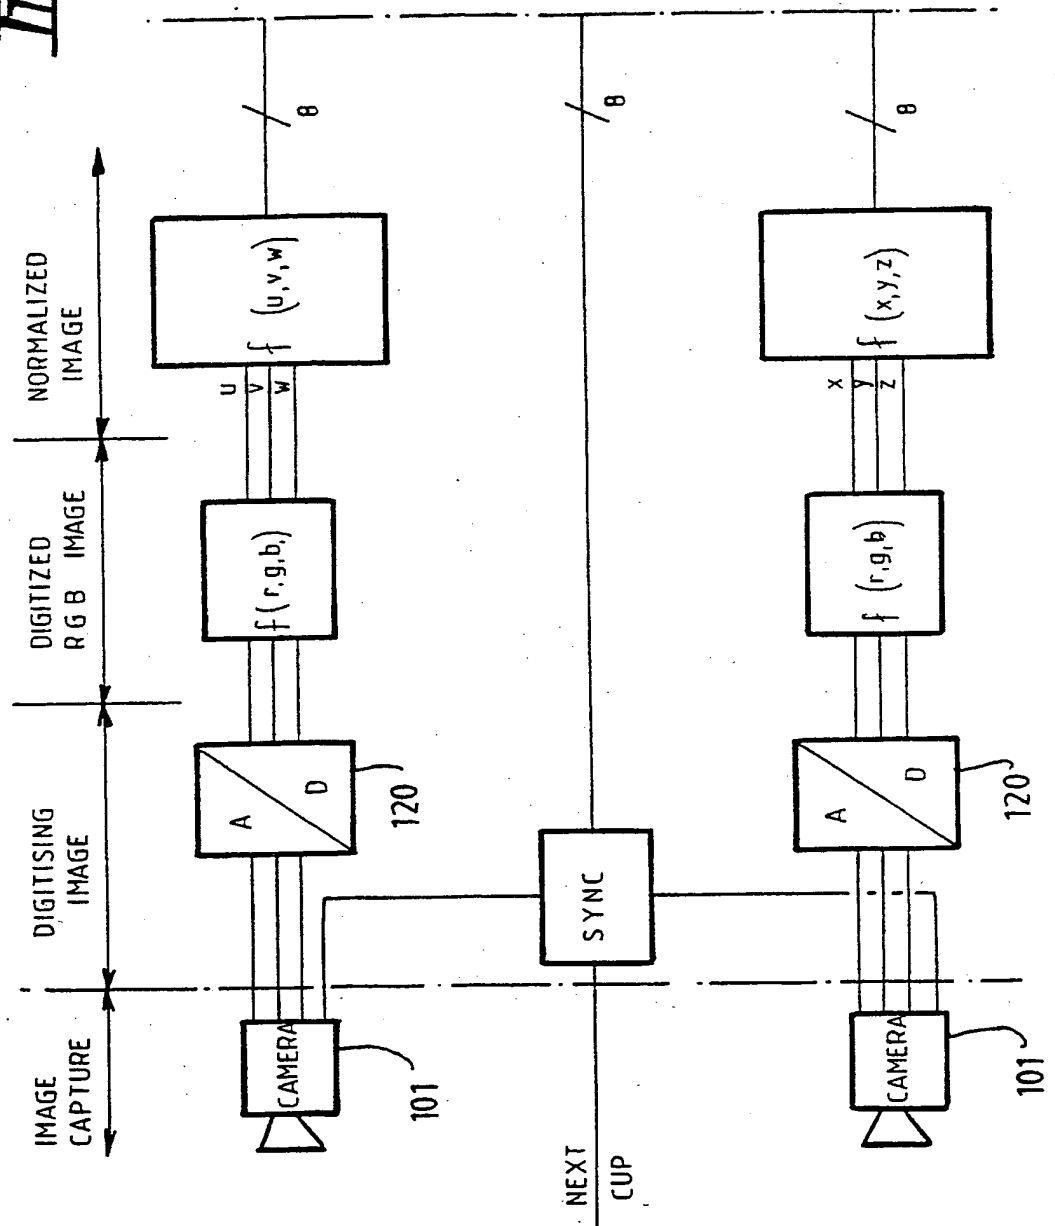 IMAGE
CAPTURE
DIGITISING
IMAGE
DIGITIZED
RGB IMAGE
NORMALIZED
IMAGE
CAMERA
101
A
D
120
f(r,g,b,)
u
v
w
f (u,v,w)
8
NEXT
CUP
SYNC
8
CAMERA
101
A
D
120
f (r,g,b)
x
y
z
f (x,y,z)
8